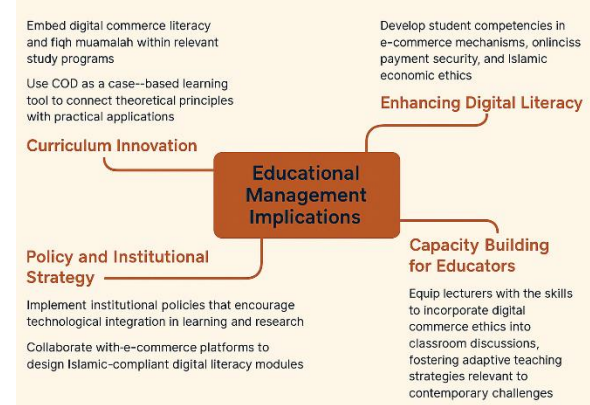 Embed digital commerce literacy
and fiqh muamalah within relevant
study programs
Use COD as a case--based learning
tool to connect theoretical principles
with practical applications
Curriculum Innovation
Develop student competencies in
e-commerce mechanisms, onlinciss
payment security, and Islamic
economic ethics
Enhancing Digital Literacy
Educational
Management
Implications
Policy and Institutional
Strategy
Implement institutional policies that encourage
technological integration in learning and research
Collaborate with-e-commerce platforms to
design Islamic-compliant digital literacy modules
Capacity Building
for Educators
Equip lecturers with the skills
to incorporate digital
commerce ethics into
classroom discussions,
fostering adaptive teaching
strategies relevant to
contemporary challenges